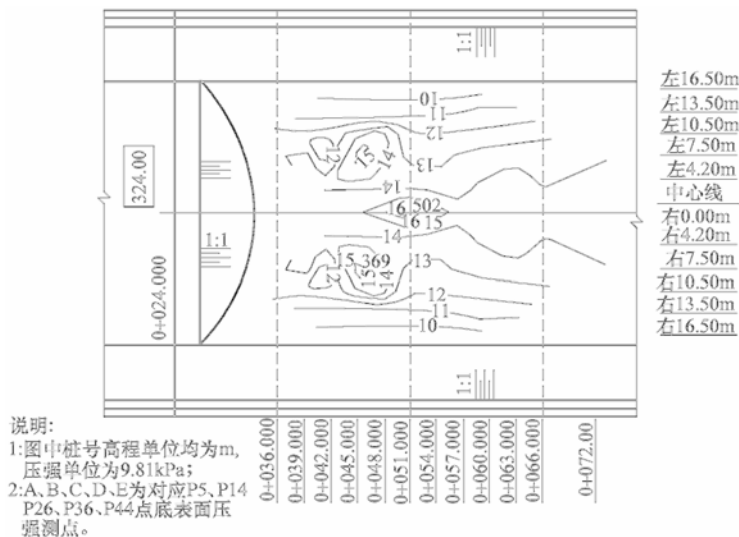 1:1
10
11
12
12
15
14
13
14
16.502
16 15
14
15.369
12
15
14
13
12
11
10
324.00
1:1
0+024.000
1:1
左16.50m
左13.50m
左10.50m
左7.50m
左4.20m
中心线
右0.00m
右4.20m
右7.50m
右10.50m
右13.50m
右16.50m
0+036.000
0+039.000
0+042.000
0+045.000
0+048.000
0+051.000
0+054.000
0+057.000
0+060.000
0+063.000
0+066.000
0+072.00
说明:
1:图中桩号高程单位均为m,
压强单位为9.81kPa;
2:A、B、C、D、E为对应P5、P14
P26、P36、P44点底表面压
强测点。